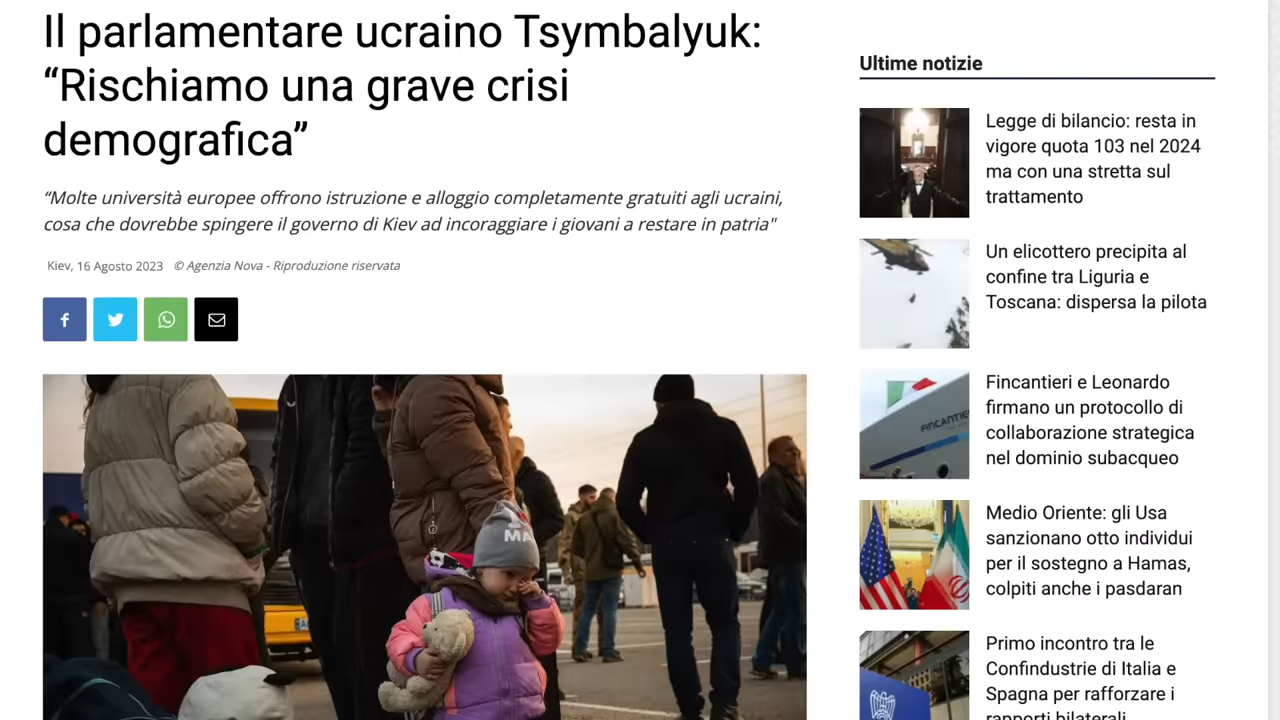 Il parlamentare ucraino Tsymbalyuk:
“Rischiamo una grave crisi
demografica”
“Molte università europee offrono istruzione e alloggio completamente gratuiti agli ucraini,
cosa che dovrebbe spingere il governo di Kiev ad incoraggiare i giovani a restare in patria"
Kiev, 16 Agosto 2023 © Agenzia Nova - Riproduzione riservata
MA
Ultime notizie
Legge di bilancio: resta in
vigore quota 103 nel 2024
ma con una stretta sul
trattamento
Un elicottero precipita al
confine tra Liguria e
Toscana: dispersa la pilota
FINCANTIE
Fincantieri e Leonardo
firmano un protocollo di
collaborazione strategica
nel dominio subacqueo
Medio Oriente: gli Usa
sanzionano otto individui
per il sostegno a Hamas,
colpiti anche i pasdaran
Primo incontro tra le
Confindustrie di Italia e
Spagna per rafforzare i
rapporti bilaterali